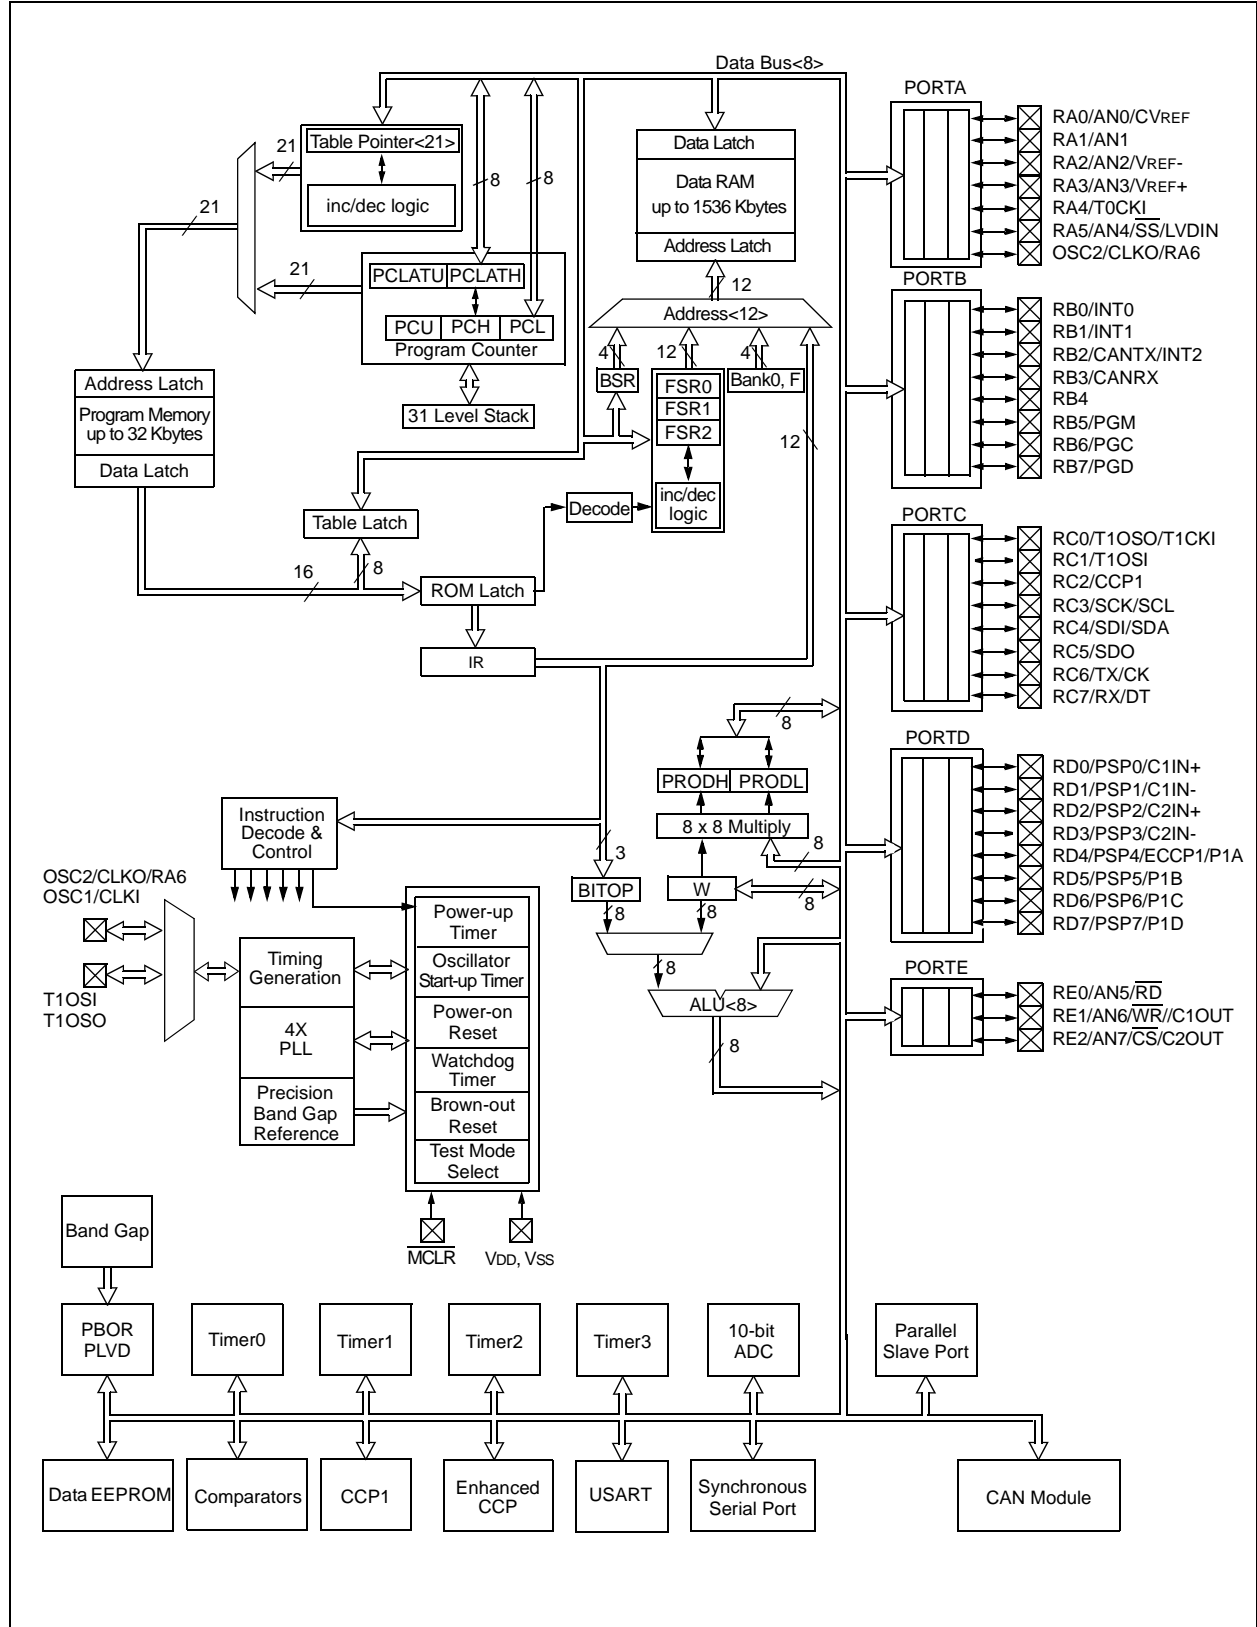 Data Bus<8>
PORTA
RA0/AN0/CVREF
RA1/AN1
RA2/AN2/VREF-
RA3/AN3/VREF+
RA4/T0CKI
RA5/AN4/SS/LVDIN
OSC2/CLKO/RA6
Table Pointer<21>
inc/dec logic
21
21
21
8
8
Data Latch
Data RAM
up to 1536 Kbytes
Address Latch
12
Address<12>
PCLATU
PCLATH
PCU
PCH
PCL
Program Counter
31 Level Stack
4
12
4
BSR
FSR0
FSR1
FSR2
inc/dec
logic
Bank0, F
12
PORTB
RB0/INT0
RB1/INT1
RB2/CANTX/INT2
RB3/CANRX
RB4
RB5/PGM
RB6/PGC
RB7/PGD
Address Latch
Program Memory
up to 32 Kbytes
Data Latch
Table Latch
Decode
16
8
ROM Latch
IR
PORTC
RC0/T1OSO/T1CKI
RC1/T1OSI
RC2/CCP1
RC3/SCK/SCL
RC4/SDI/SDA
RC5/SDO
RC6/TX/CK
RC7/RX/DT
8
PRODH
PRODL
8 x 8 Multiply
8
W
8
8
3
BITOP
8
8
ALU<8>
8
PORTD
RD0/PSP0/C1IN+
RD1/PSP1/C1IN-
RD2/PSP2/C2IN+
RD3/PSP3/C2IN-
RD4/PSP4/ECCP1/P1A
RD5/PSP5/P1B
RD6/PSP6/P1C
RD7/PSP7/P1D
PORTE
RE0/AN5/RD
RE1/AN6/WR//C1OUT
RE2/AN7/CS/C2OUT
Instruction
Decode &
Control
OSC2/CLKO/RA6
OSC1/CLKI
T1OSI
T1OSO
Timing
Generation
4X
PLL
Precision
Band Gap
Reference
Power-up
Timer
Oscillator
Start-up Timer
Power-on
Reset
Watchdog
Timer
Brown-out
Reset
Test Mode
Select
MCLR
VDD, VSS
Band Gap
PBOR
PLVD
Timer0
Timer1
Timer2
Timer3
10-bit
ADC
Parallel
Slave Port
Data EEPROM
Comparators
CCP1
Enhanced
CCP
USART
Synchronous
Serial Port
CAN Module